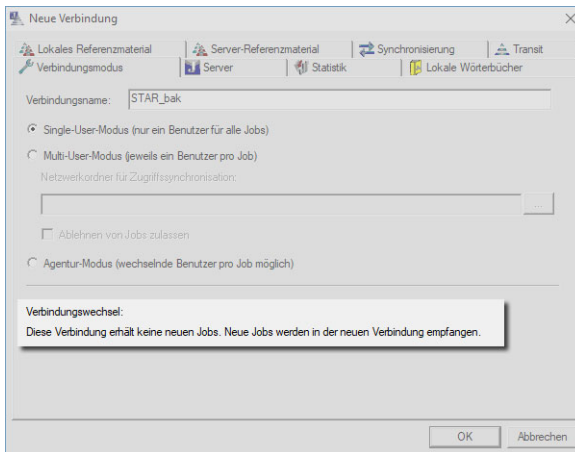 Neue Verbindung
Lokales Referenzmaterial
Server-Referenzmaterial
Synchronisierung
Transit
Verbindungsmodus
Server
Statistik
Lokale Wörterbücher
Verbindungsname: STAR_bak
Single-User-Modus (nur ein Benutzer für alle Jobs)
Multi-User-Modus (jeweils ein Benutzer pro Job)
Netzwerkordner für Zugriffssynchronisation:
...
Ablehnen von Jobs zulassen
Agentur-Modus (wechselnde Benutzer pro Job möglich)
Verbindungswechsel:
Diese Verbindung erhält keine neuen Jobs. Neue Jobs werden in der neuen Verbindung empfangen.
OK Abbrechen